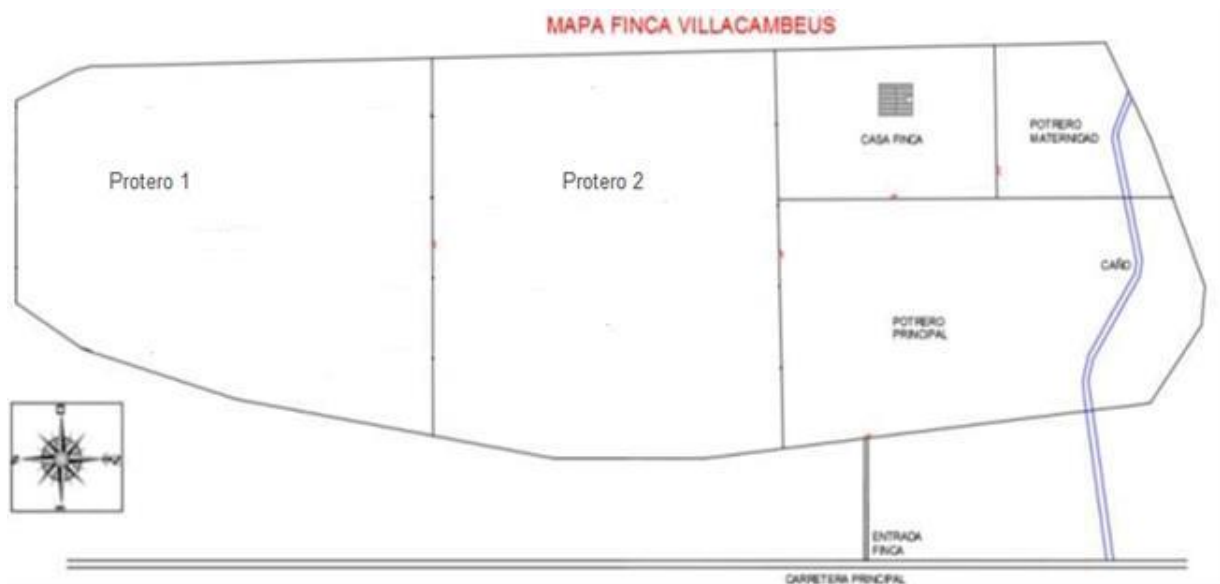 MAPA FINCA VILLACAMBEUS
CASA FINCA
POTRERO
MATERNIDAD
Protero 1
Protero 2
CAÑO
POTRERO
PRINCIPAL
ENTRADA
FINCA
CARRETERA PRINCIPAL